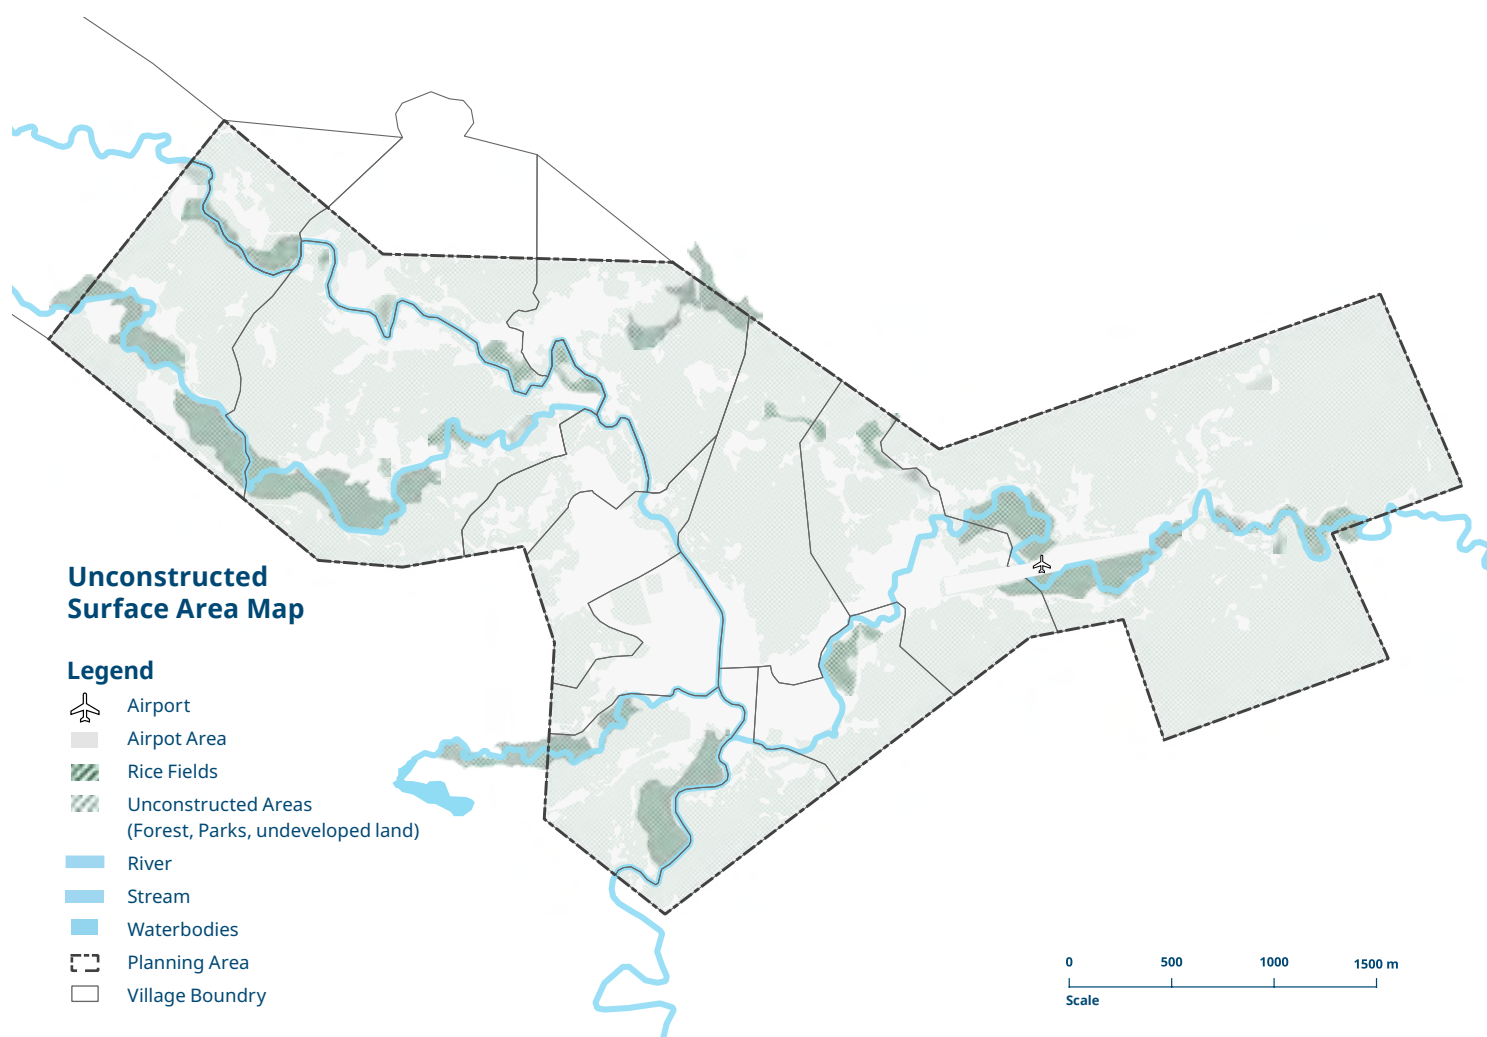 Unconstructed
Surface Area Map
Legend
Airport
Airpot Area
Rice Fields
Unconstructed Areas
(Forest, Parks, undeveloped land)
River
Stream
Waterbodies
Planning Area
Village Boundry
0 500 1000 1500 m
Scale